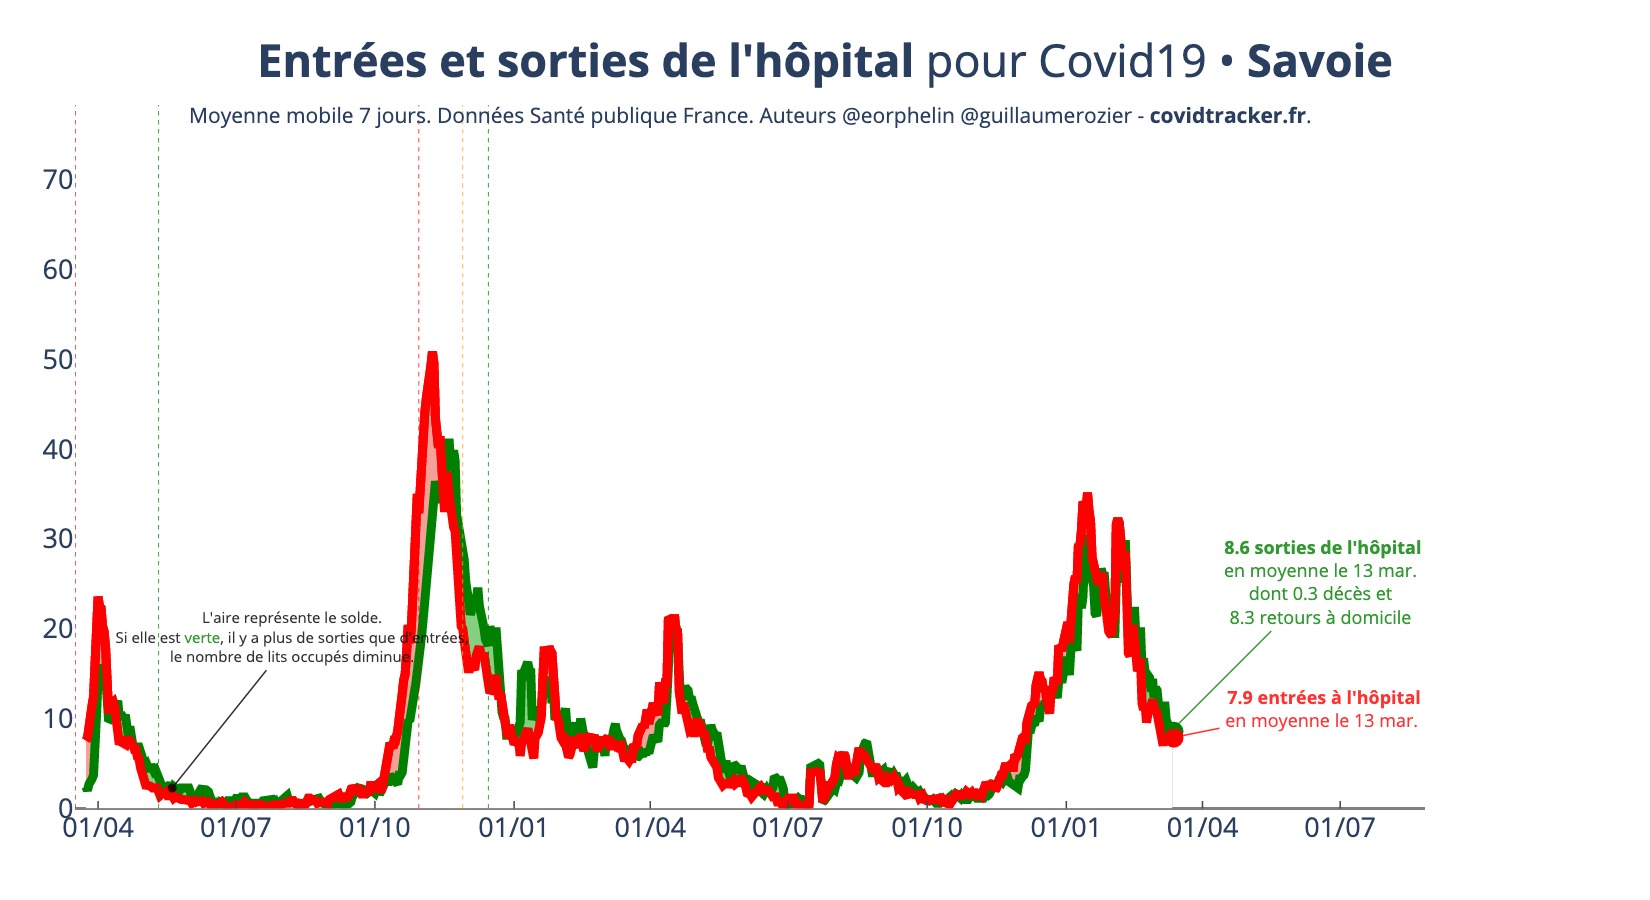 Entrées et sorties de l'hôpital pour Covid19 • Savoie
Moyenne mobile 7 jours. Données Santé publique France. Auteurs @eorphelin @guillaumerozier - covidtracker.fr.
70
60
50
40
30
20
10
0
L'aire représente le solde.
Si elle est verte, il y a plus de sorties que d'entrées,
le nombre de lits occupés diminue.
8.6 sorties de l'hôpital
en moyenne le 13 mar.
dont 0.3 décès et
8.3 retours à domicile
7.9 entrées à l'hôpital
en moyenne le 13 mar.
01/04 01/07 01/10 01/01 01/04 01/07 01/10 01/01 01/04 01/07